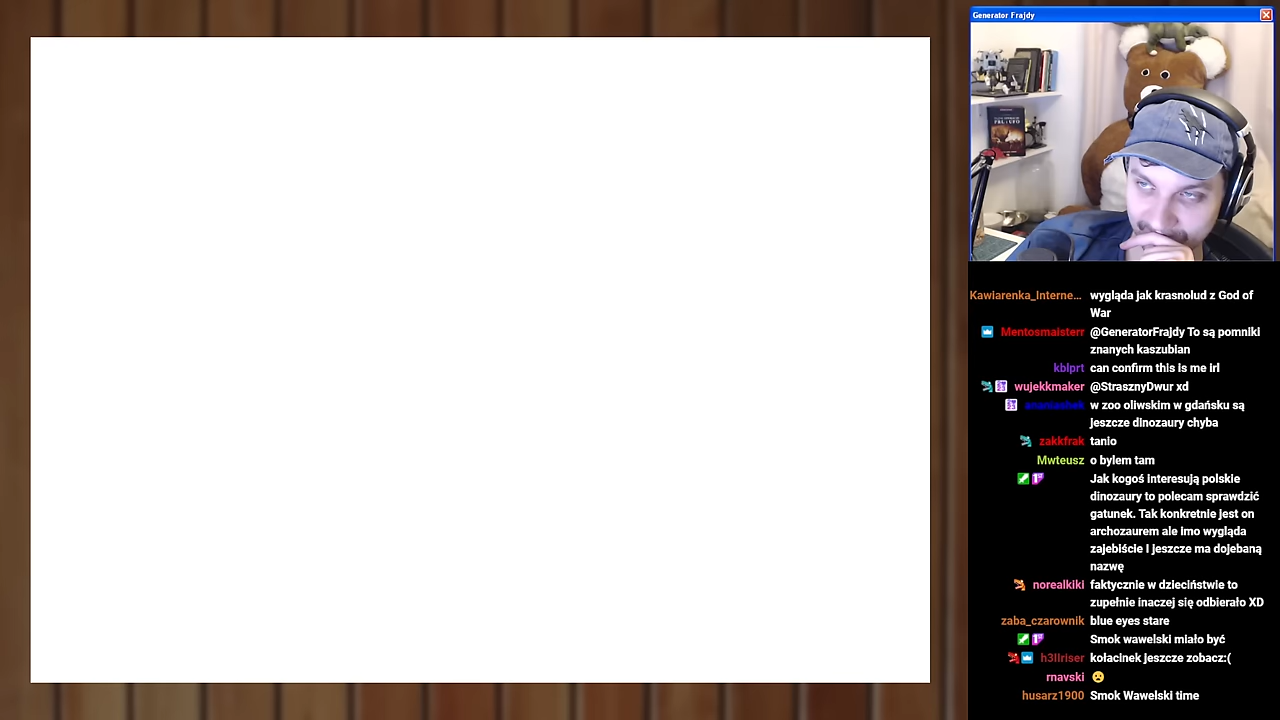 Generator Frajdy
Kawiarenka_Interne... wygląda jak krasnolud z God of
War
Mentosmaisterr @GeneratorFrajdy To są pomniki
znanych kaszubian
kblprt can confirm this is me irl
wujekkmaker @StrasznyDwur xd
w zoo oliwskim w gdańsku są
jeszcze dinozaury chyba
zakkfrak tanio
Mwteusz o bylem tam
Jak kogoś interesują polskie
dinozaury to polecam sprawdzić
gatunek. Tak konkretnie jest on
archozaurem ale imo wygląda
zajebiście I jeszcze ma dojebaną
nazwę
norealkiki faktycznie w dzieciństwie to
zupełnie inaczej się odbierało XD
zaba_czarownik blue eyes stare
Smok wawelski miało być
h3llriser kołacinek jeszcze zobacz:(
rnavski
husarz1900 Smok Wawelski time